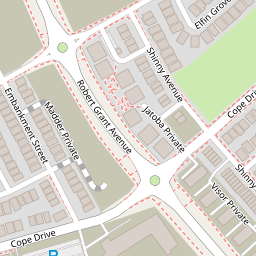 Elfin Grove
Shinny Avenue
Embankment Street
Madder Private
Robert Grant Avenue
Jatoba Private
Cope Drive
Visor Private
Cope Drive
P